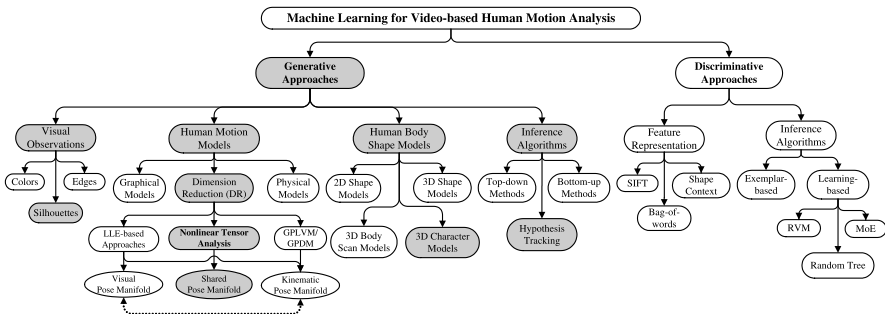 Machine Learning for Video-based Human Motion Analysis
Generative
Approaches
Discriminative
Approaches
Visual
Observations
Human Motion
Models
Human Body
Shape Models
Inference
Algorithms
Feature
Representation
Inference
Algorithms
Colors
Edges
Silhouettes
Graphical Models
Dimension
Reduction (DR)
Physical Models
2D Shape Models
3D Shape Models
3D Body
Scan Models
3D Character
Models
Top-down
Methods
Bottom-up
Methods
Hypothesis
Tracking
SIFT
Shape
Context
Bag-of-
words
Exemplar-
based
Learning-
based
RVM
MoE
Random Tree
LLE-based
Approaches
Nonlinear Tensor
Analysis
GPLVM/
GPDM
Visual
Pose Manifold
Shared
Pose Manifold
Kinematic
Pose Manifold